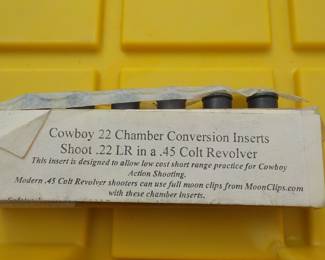 Cowboy 22 Chamber Conversion Inserts
Shoot .22 LR in a .45 Colt Revolver
This insert is designed to allow low cost short range practice for Cowboy
Action Shooting.
Modern .45 Colt Revolver shooters can use full moon clips from MoonClips.com
with these chamber inserts.